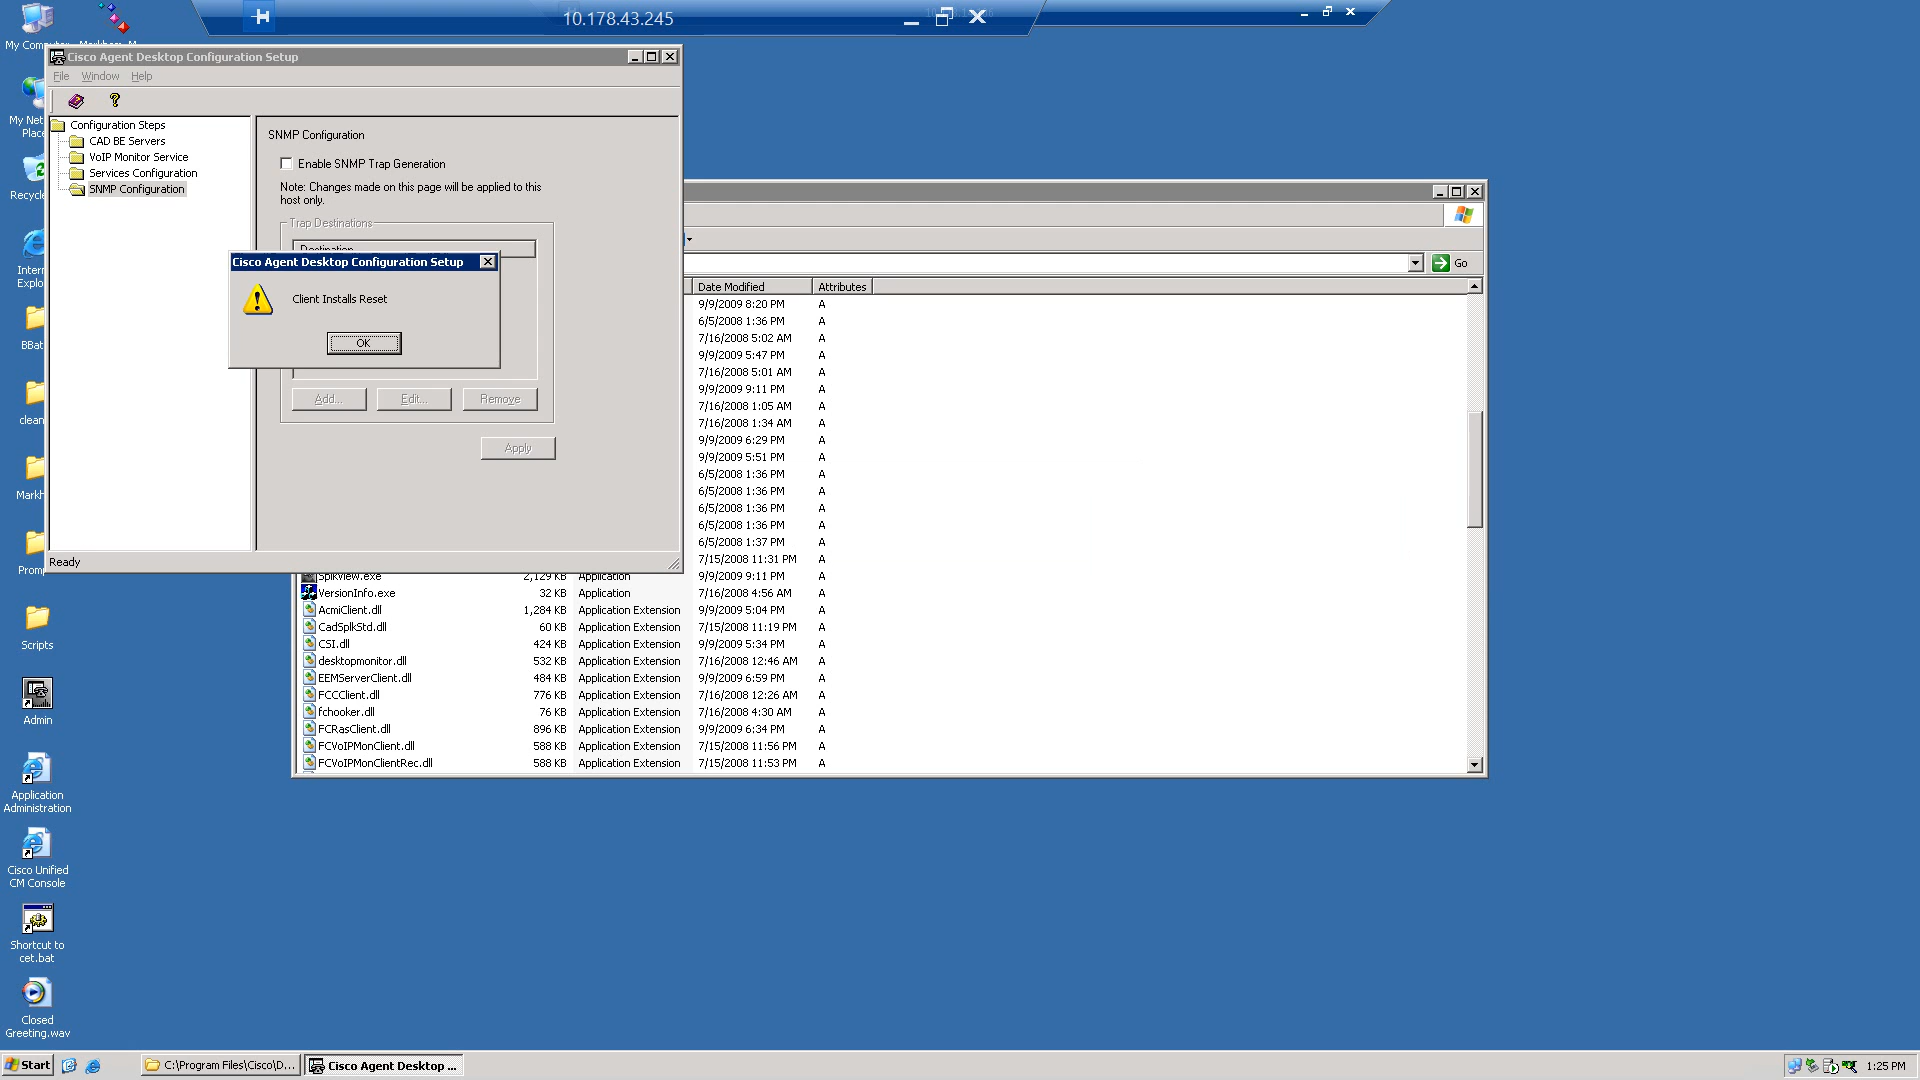 10.178.43.245
My Comp
Markham_M
My Net
Place
Recycle
Intern
Explo
BBat
clean
Markh
Promp
Scripts
Admin
Application
Administration
Cisco Unified
CM Console
Shortcut to
cet.bat
Closed
Greeting.wav
Cisco Agent Desktop Configuration Setup
File Window Help
Configuration Steps
CAD BE Servers
VoIP Monitor Service
Services Configuration
SNMP Configuration
SNMP Configuration
Enable SNMP Trap Generation
Note: Changes made on this page will be applied to this
host only.
Trap Destinations
Destination
Cisco Agent Desktop Configuration Setup
Client Installs Reset
OK
Add... Edit... Remove
Apply
Ready
Go
Date Modified Attributes
9/9/2009 8:20 PM A
6/5/2008 1:36 PM A
7/16/2008 5:02 AM A
9/9/2009 5:47 PM A
7/16/2008 5:01 AM A
9/9/2009 9:11 PM A
7/16/2008 1:05 AM A
7/16/2008 1:34 AM A
9/9/2009 6:29 PM A
9/9/2009 5:51 PM A
6/5/2008 1:36 PM A
6/5/2008 1:36 PM A
6/5/2008 1:36 PM A
6/5/2008 1:36 PM A
6/5/2008 1:37 PM A
7/15/2008 11:31 PM A
SplkView.exe 2,129 KB Application 9/9/2009 9:11 PM A
VersionInfo.exe 32 KB Application 7/16/2008 4:56 AM A
AcmiClient.dll 1,284 KB Application Extension 9/9/2009 5:04 PM A
CadSplkStd.dll 60 KB Application Extension 7/15/2008 11:19 PM A
CSI.dll 424 KB Application Extension 9/9/2009 5:34 PM A
desktopmonitor.dll 532 KB Application Extension 7/16/2008 12:46 AM A
EEMServerClient.dll 484 KB Application Extension 9/9/2009 6:59 PM A
FCCClient.dll 776 KB Application Extension 7/16/2008 12:26 AM A
fchooker.dll 76 KB Application Extension 7/16/2008 4:30 AM A
FCRasClient.dll 896 KB Application Extension 9/9/2009 6:34 PM A
FCVoIPMonClient.dll 588 KB Application Extension 7/15/2008 11:56 PM A
FCVoIPMonClientRec.dll 588 KB Application Extension 7/15/2008 11:53 PM A
Start C:\Program Files\Cisco\D... Cisco Agent Desktop ... 1:25 PM